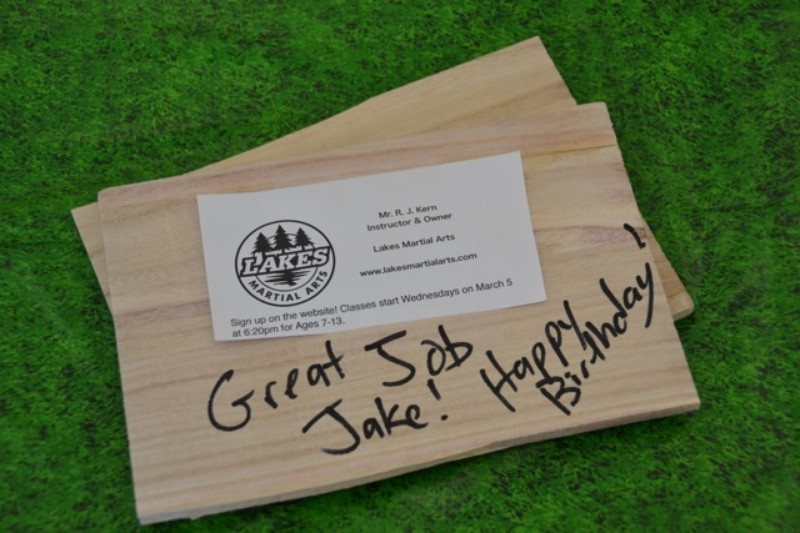 Mr. R. J. Kern
Instructor & Owner
Lakes Martial Arts
www.lakesmartialarts.com
LAKES
MARTIAL ARTS
Sign up on the website! Classes start Wednesdays on March 5
at 6:20pm for Ages 7-13.
Great Job
Jake!
Happy
Birthday!